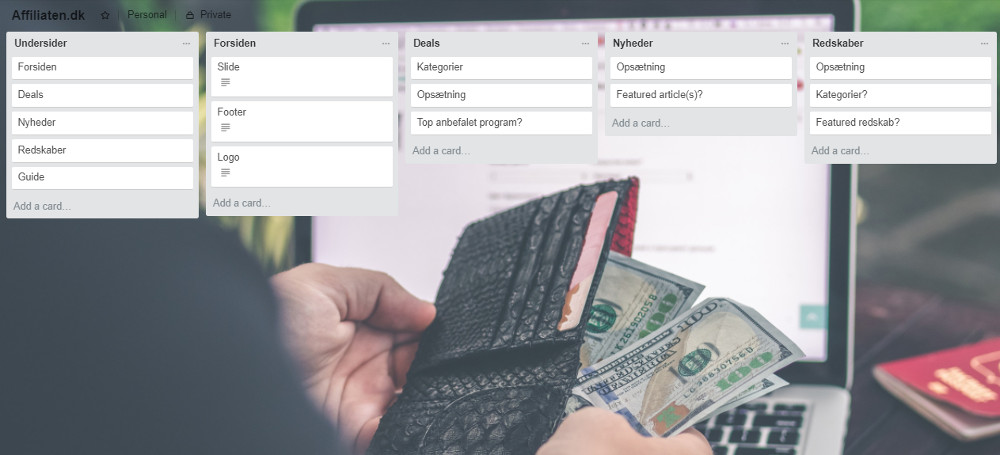 Affiliaten.dk
Personal
Private
Undersider
Forsiden
Deals
Nyheder
Redskaber
Guide
Add a card...
Forsiden
Slide
Footer
Logo
Add a card...
Deals
Kategorier
Opsætning
Top anbefalet program?
Add a card...
Nyheder
Opsætning
Featured article(s)?
Add a card...
Redskaber
Opsætning
Kategorier?
Featured redskab?
Add a card...
100